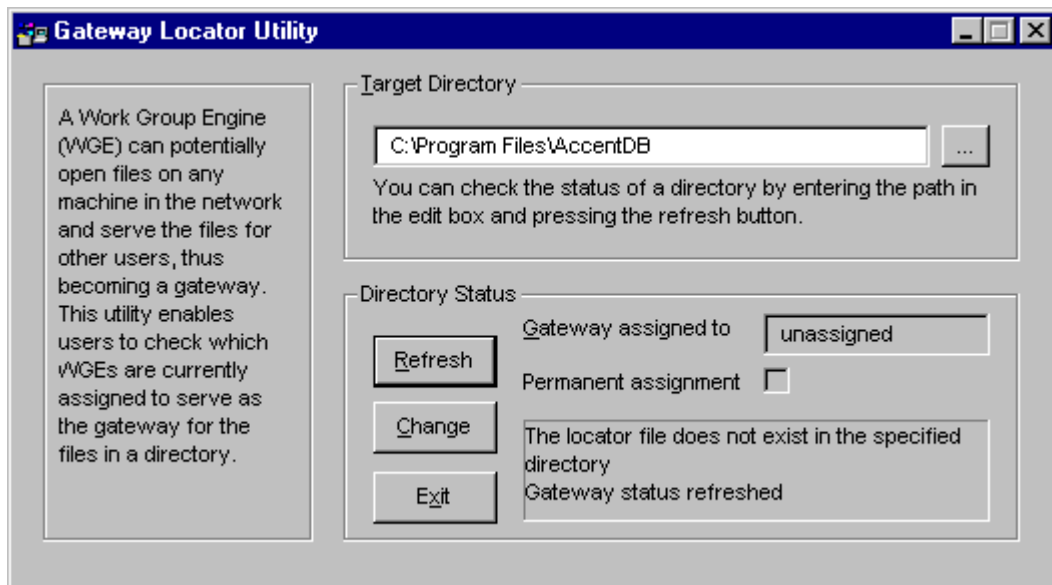 Gateway Locator Utility
A Work Group Engine
(WGE) can potentially
open files on any
machine in the network
and serve the files for
other users, thus
becoming a gateway.
This utility enables
users to check which
WGEs are currently
assigned to serve as
the gateway for the
files in a directory.
Target Directory
C:\Program Files\AccentDB
...
You can check the status of a directory by entering the path in
the edit box and pressing the refresh button.
Directory Status
Refresh
Change
Exit
Gateway assigned to
unassigned
Permanent assignment
The locator file does not exist in the specified
directory
Gateway status refreshed